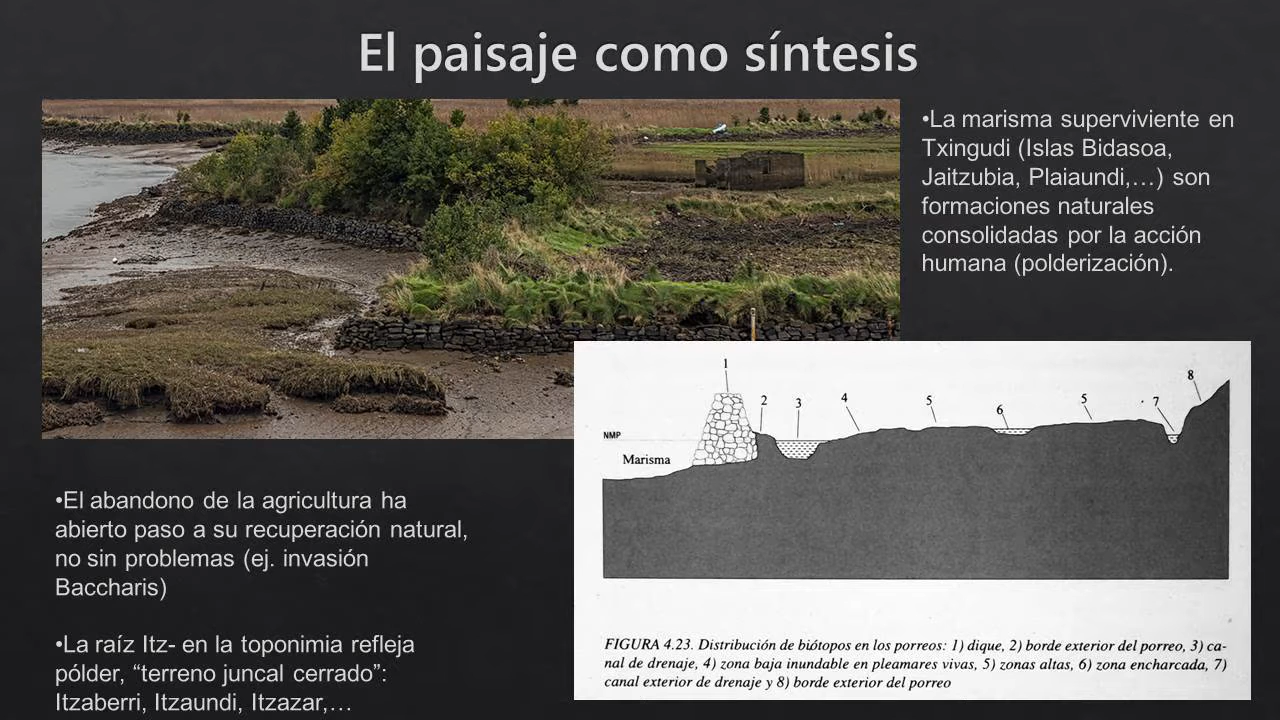 El paisaje como síntesis
•La marisma superviviente en
Txingudi (Islas Bidasoa,
Jaitzubia, Plaiaundi,…) son
formaciones naturales
consolidadas por la acción
humana (polderización).
•El abandono de la agricultura ha
abierto paso a su recuperación natural,
no sin problemas (ej. invasión
Baccharis)
•La raíz Itz- en la toponimia refleja
pólder, “terreno juncal cerrado”:
Itzaberri, Itzaundi, Itzazar,…
1
2
3
4
5
6
5
7
8
NMP
Marisma
FIGURA 4.23. Distribución de biótopos en los porreos: 1) dique, 2) borde exterior del porreo, 3) ca-
nal de drenaje, 4) zona baja inundable en pleamares vivas, 5) zonas altas, 6) zona encharcada, 7)
canal exterior de drenaje y 8) borde exterior del porreo